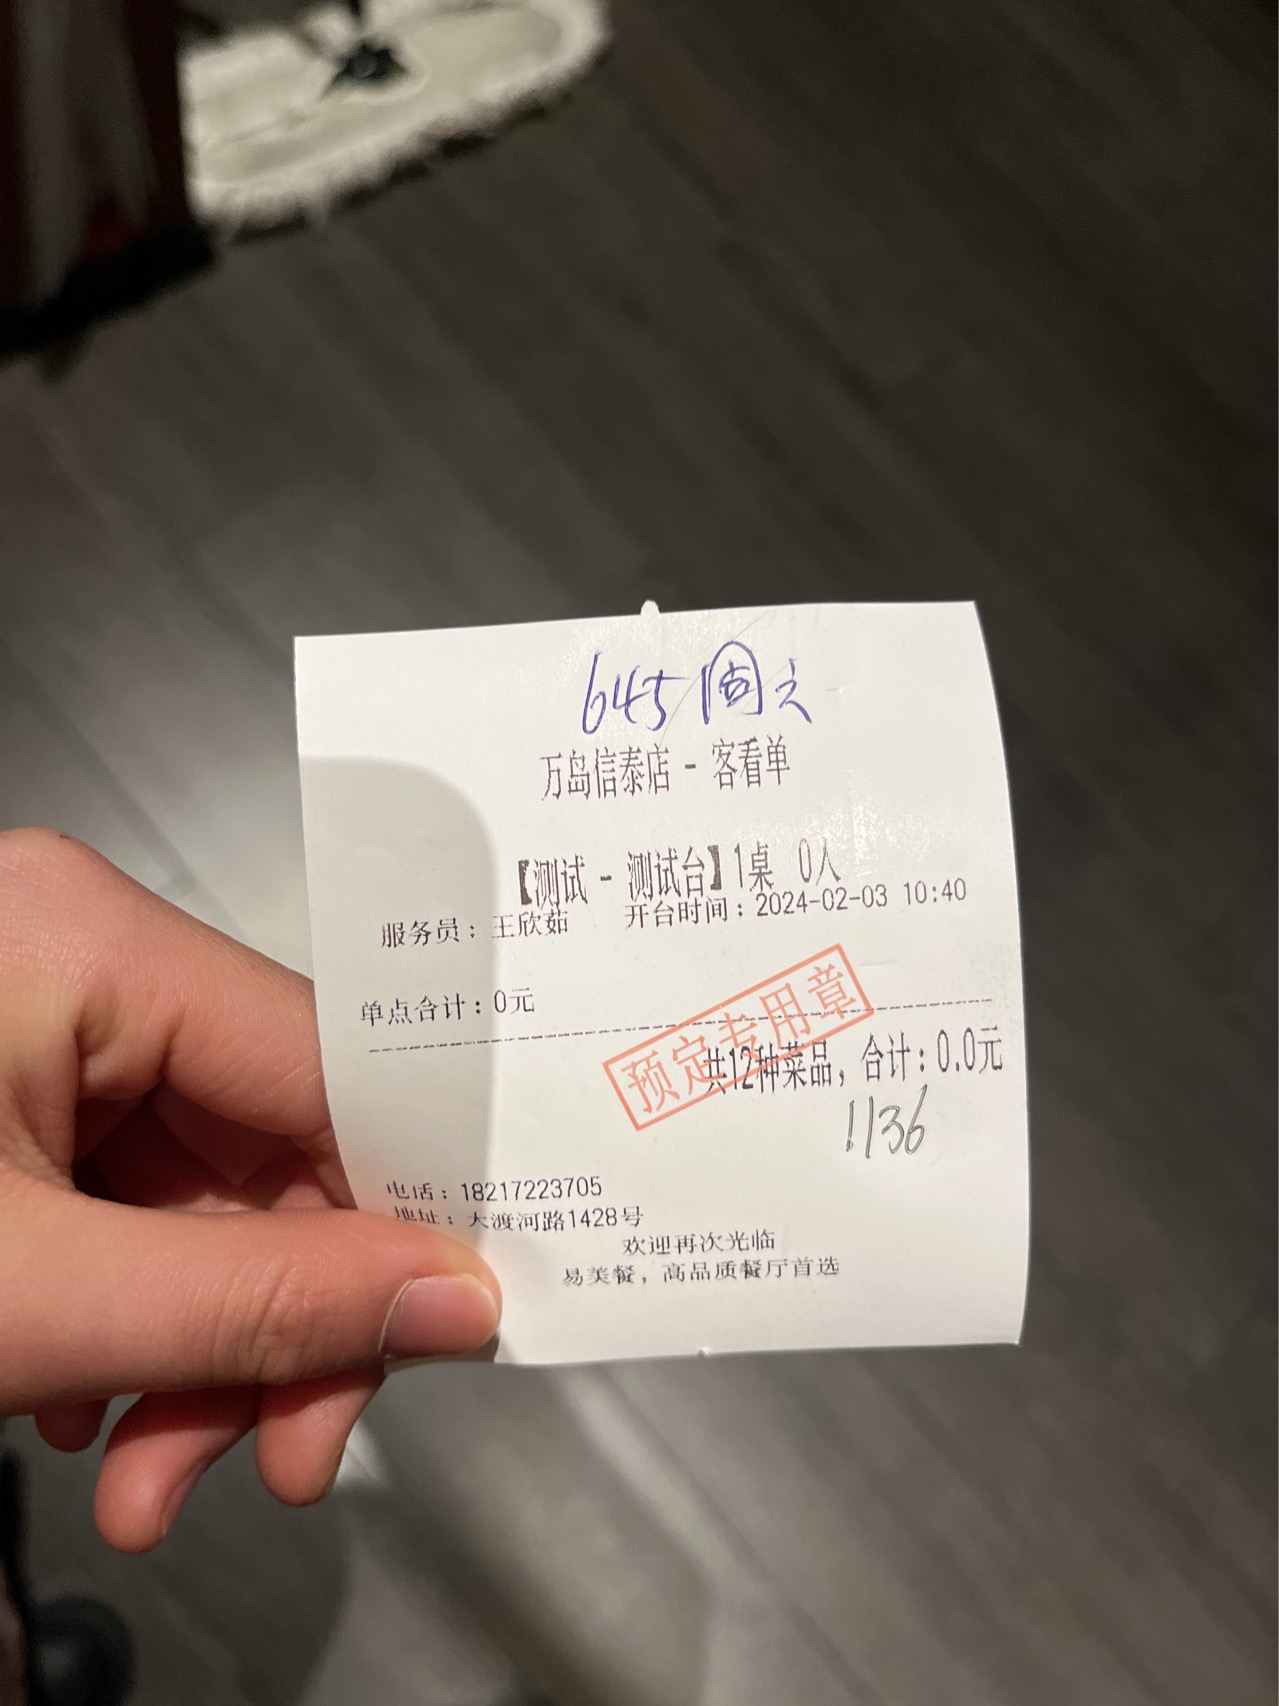 645 周六
万岛信泰店 - 客看单
【测试 - 测试台】1桌 0人
服务员：王欣茹 开台时间：2024-02-03 10:40
单点合计：0元
预定专用章
共12种菜品，合计：0.0元
1136
电话：18217223705
地址：大渡河路1428号
欢迎再次光临
易美餐，高品质餐厅首选